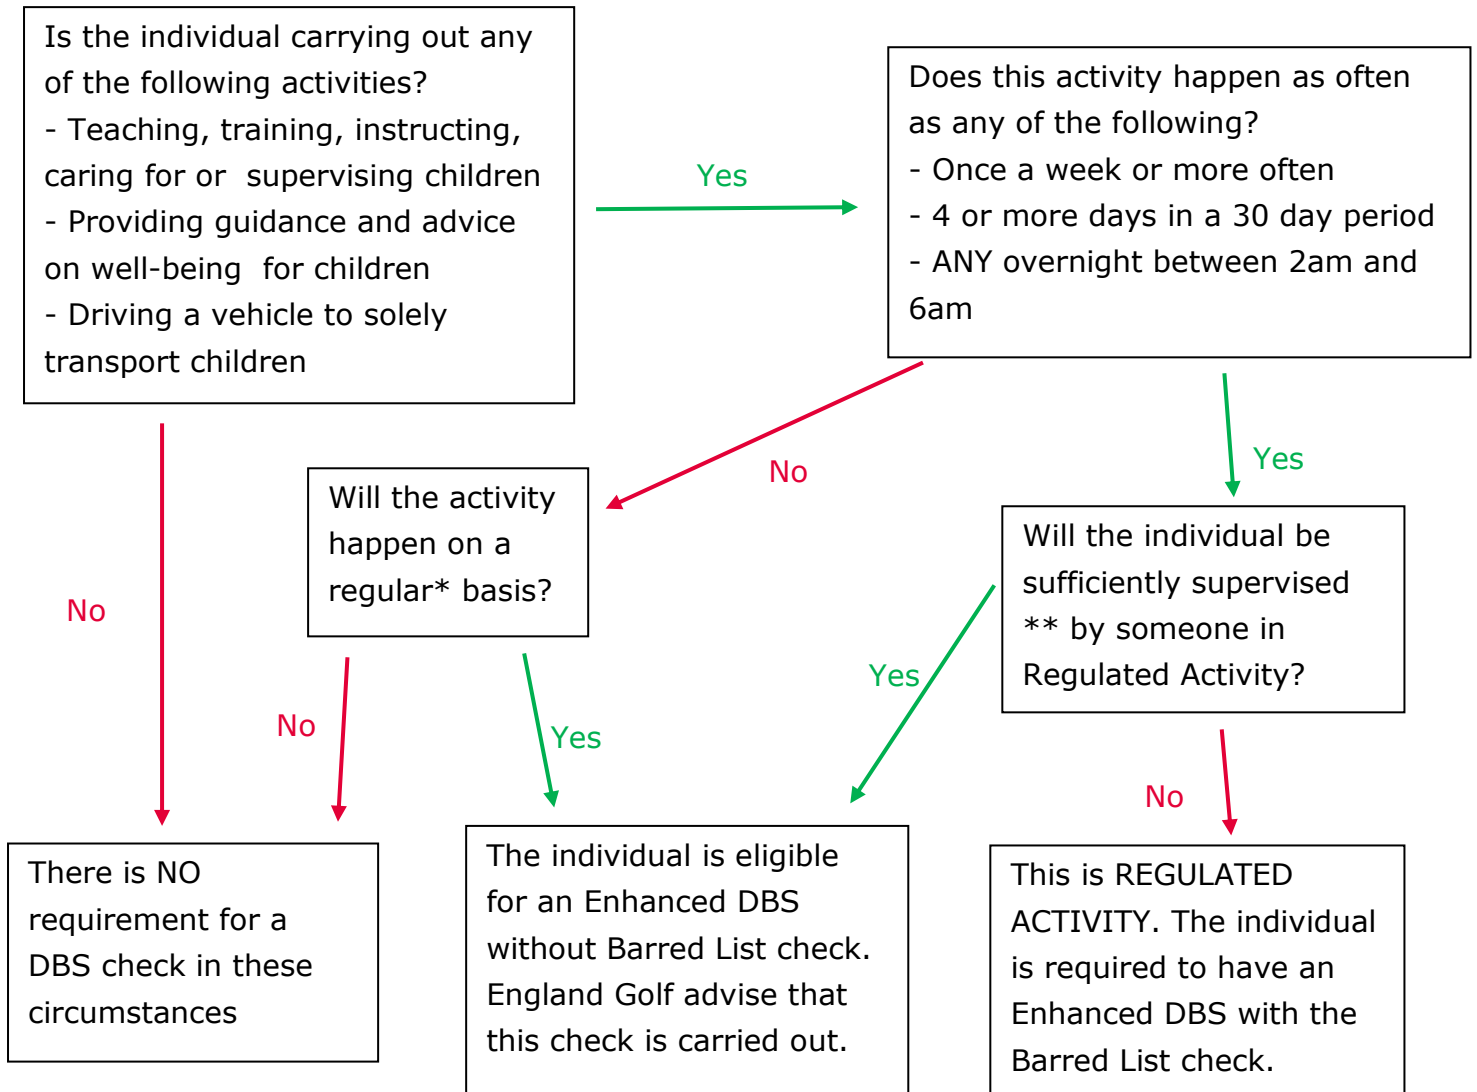 Is the individual carrying out any
of the following activities?
- Teaching, training, instructing,
caring for or  supervising children
- Providing guidance and advice
on well-being  for children
- Driving a vehicle to solely
transport children
Yes
Does this activity happen as often
as any of the following?
- Once a week or more often
- 4 or more days in a 30 day period
- ANY overnight between 2am and
6am
No
Yes
Will the activity
happen on a
regular* basis?
Will the individual be
sufficiently supervised
** by someone in
Regulated Activity?
No
No
Yes
Yes
No
There is NO
requirement for a
DBS check in these
circumstances
The individual is eligible
for an Enhanced DBS
without Barred List check.
England Golf advise that
this check is carried out.
This is REGULATED
ACTIVITY. The individual
is required to have an
Enhanced DBS with the
Barred List check.